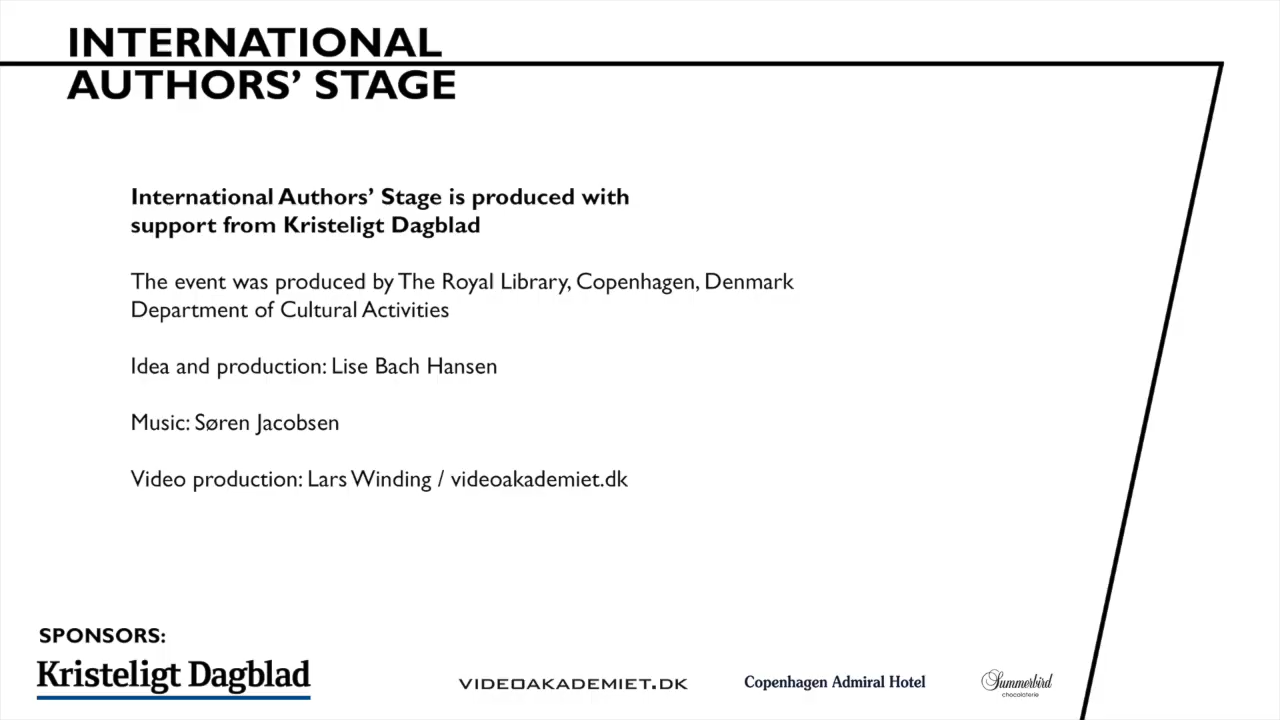 INTERNATIONAL
AUTHORS’ STAGE
International Authors’ Stage is produced with
support from Kristeligt Dagblad
The event was produced by The Royal Library, Copenhagen, Denmark
Department of Cultural Activities
Idea and production: Lise Bach Hansen
Music: Søren Jacobsen
Video production: Lars Winding / videoakademiet.dk
SPONSORS:
Kristeligt Dagblad
VIDEOAKADEMIET.DK
Copenhagen Admiral Hotel
Summerbird
chocolaterie